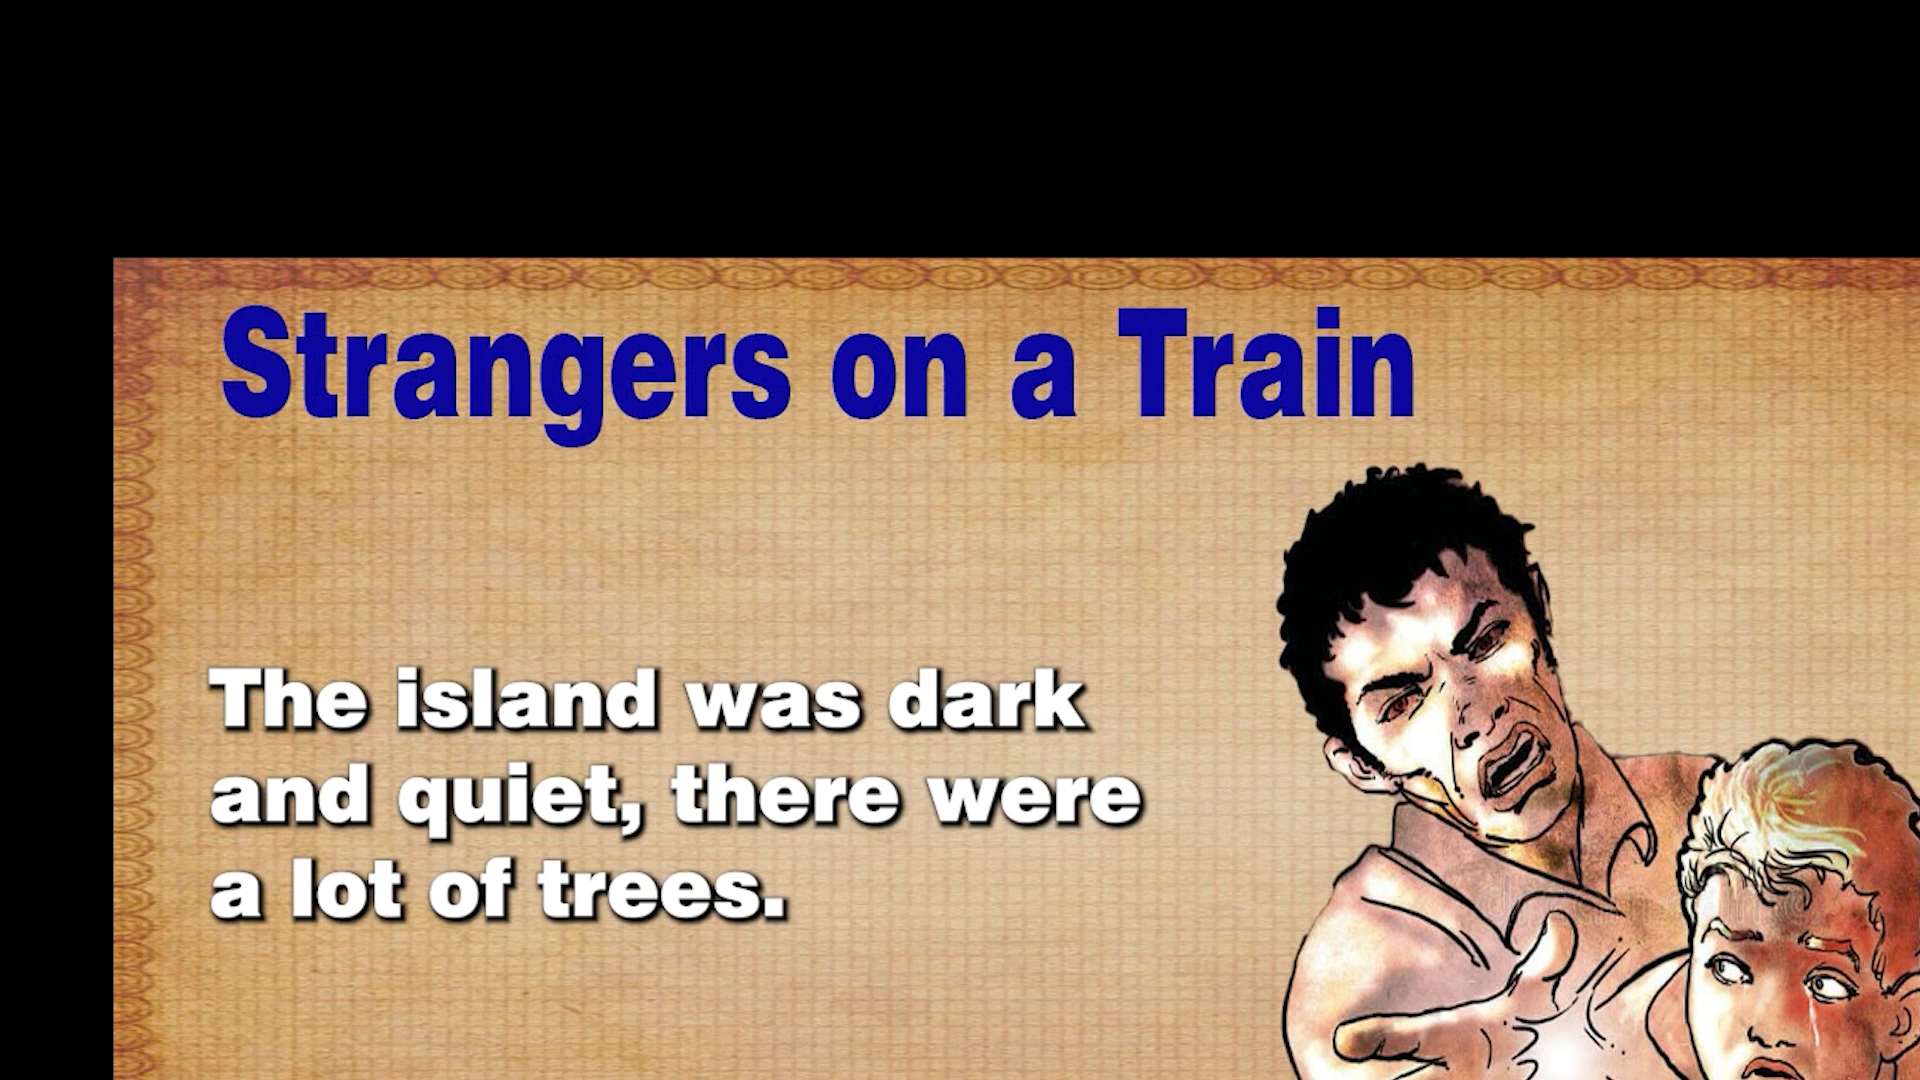 Strangers on a Train
The island was dark
and quiet, there were
a lot of trees.